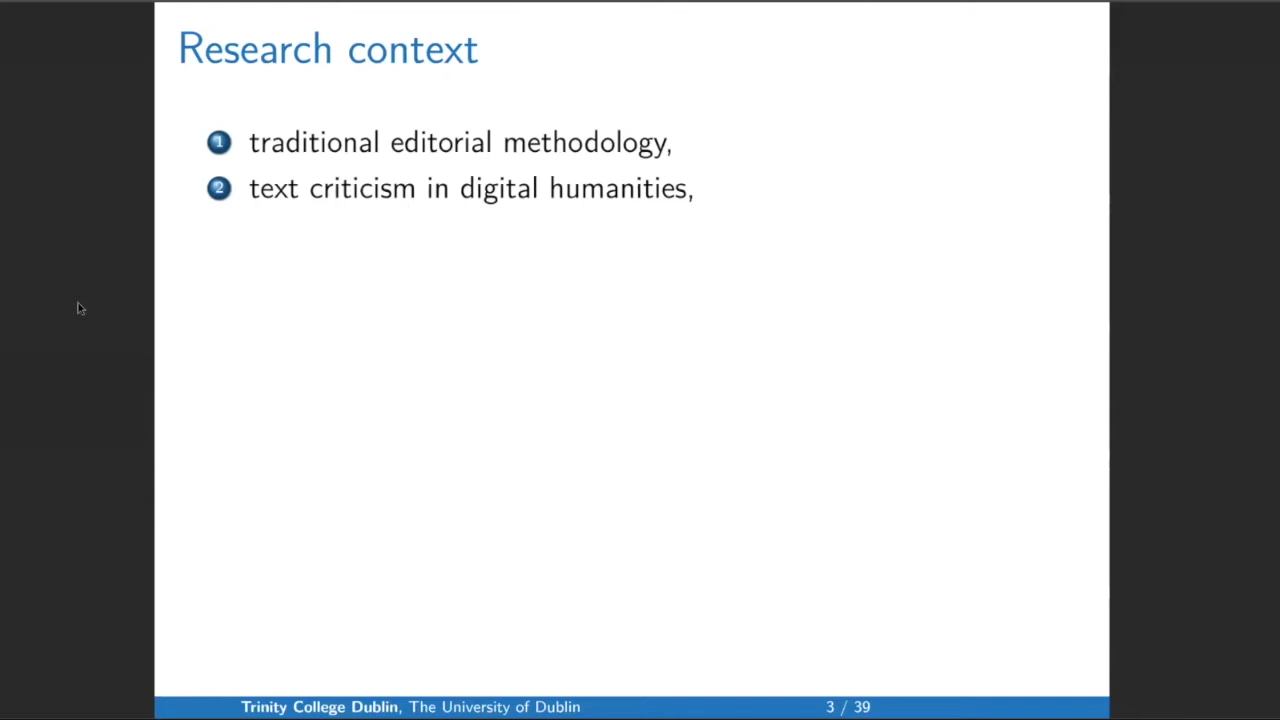 Research context
1 traditional editorial methodology,
2 text criticism in digital humanities,
Trinity College Dublin, The University of Dublin 3 / 39